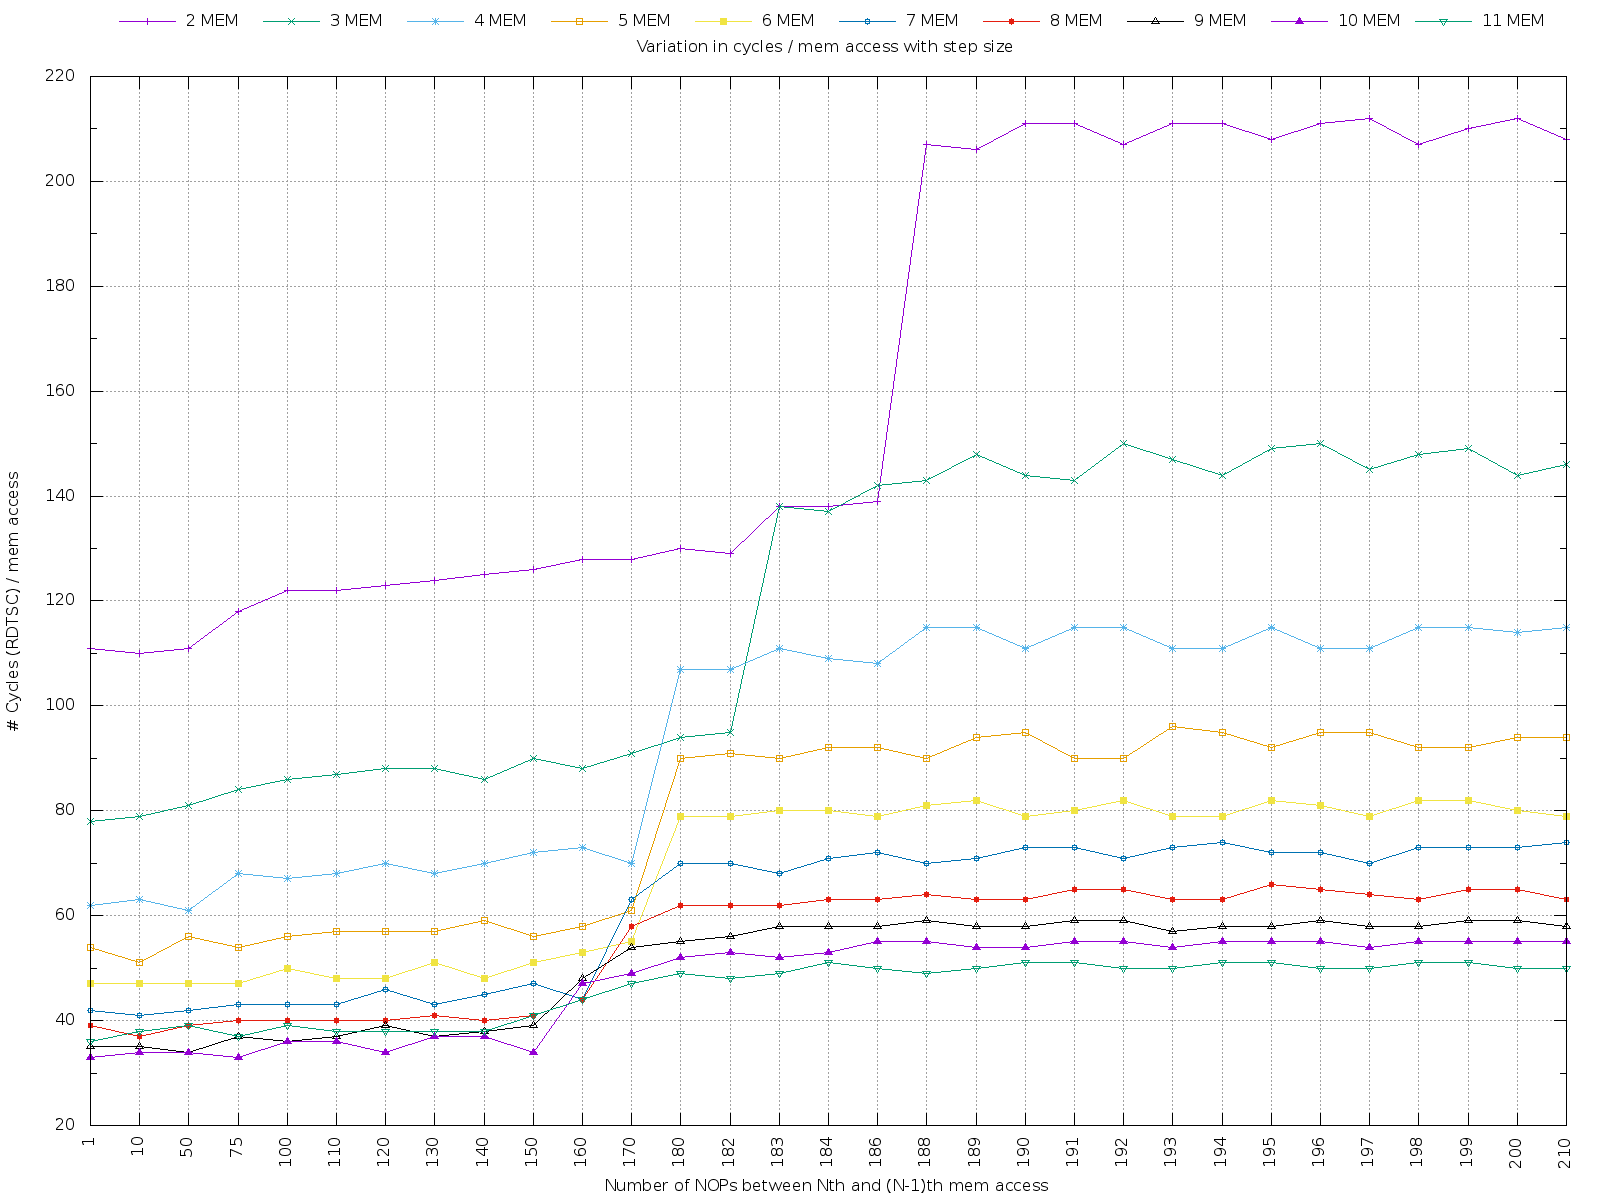 2 MEM 3 MEM 4 MEM 5 MEM 6 MEM 7 MEM 8 MEM 9 MEM 10 MEM 11 MEM
Variation in cycles / mem access with step size
220
200
180
160
140
120
100
80
60
40
20
# Cycles (RDTSC) / mem access
1 10 50 75 100 110 120 130 140 150 160 170 180 182 183 184 186 188 189 190 191 192 193 194 195 196 197 198 199 200 210
Number of NOPs between Nth and (N-1)th mem access